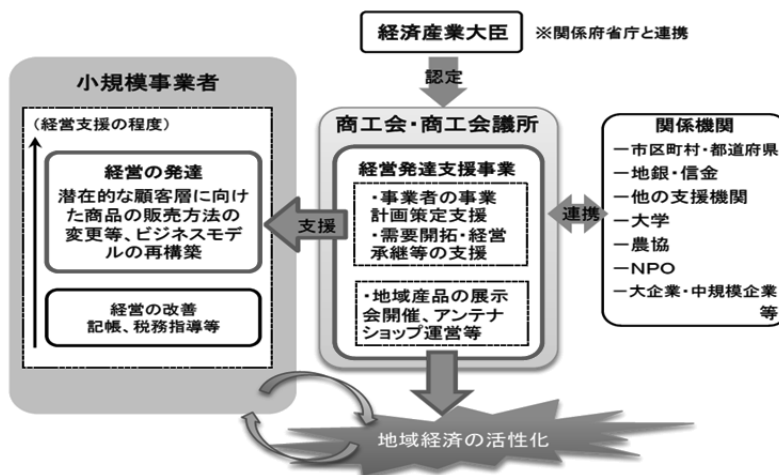 経済産業大臣
※関係府省庁と連携
認定
小規模事業者
(経営支援の程度)
経営の発達
潜在的な顧客層に向け
た商品の販売方法の
変更等、ビジネスモデ
ルの再構築
経営の改善
記帳、税務指導等
支援
商工会・商工会議所
経営発達支援事業
・事業者の事業
計画策定支援
・需要開拓・経営
承継等の支援
・地域産品の展示
会開催、アンテナ
ショップ運営等
連携
関係機関
ー市区町村・都道府県
ー地銀・信金
ー他の支援機関
ー大学
ー農協
ーNPO
ー大企業・中規模企業
等
地域経済の活性化